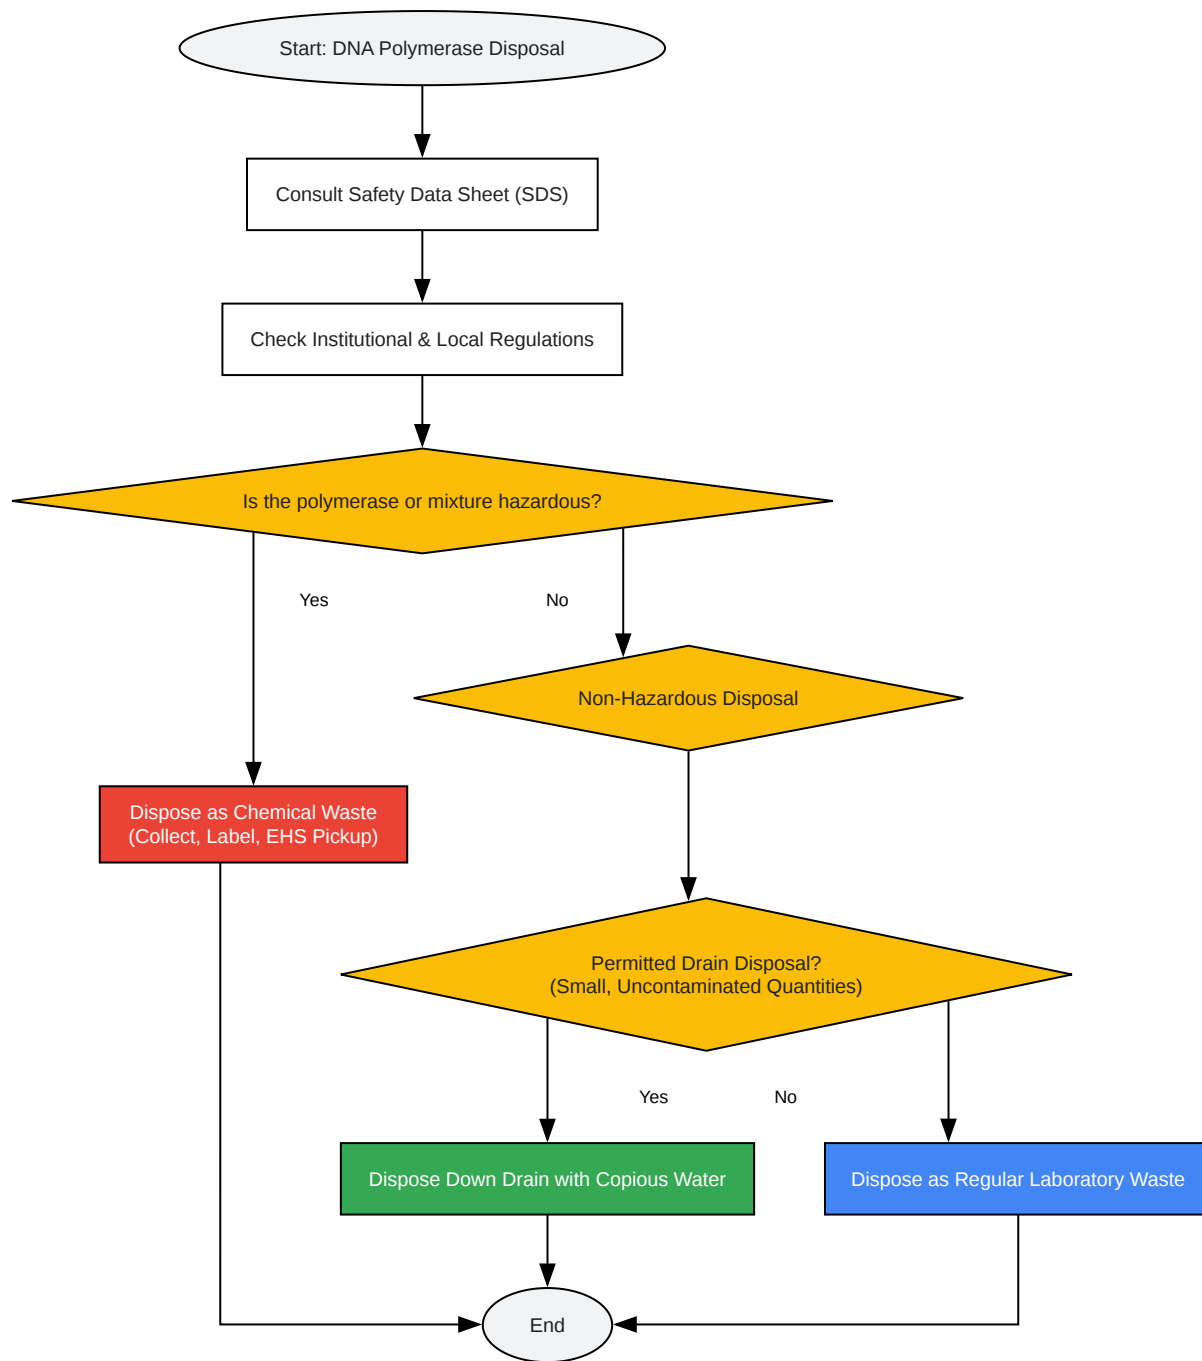 Start: DNA Polymerase Disposal
Consult Safety Data Sheet (SDS)
Check Institutional & Local Regulations
Is the polymerase or mixture hazardous?
Yes
No
Non-Hazardous Disposal
Dispose as Chemical Waste
(Collect, Label, EHS Pickup)
Permitted Drain Disposal?
(Small, Uncontaminated Quantities)
Yes
No
Dispose Down Drain with Copious Water
Dispose as Regular Laboratory Waste
End